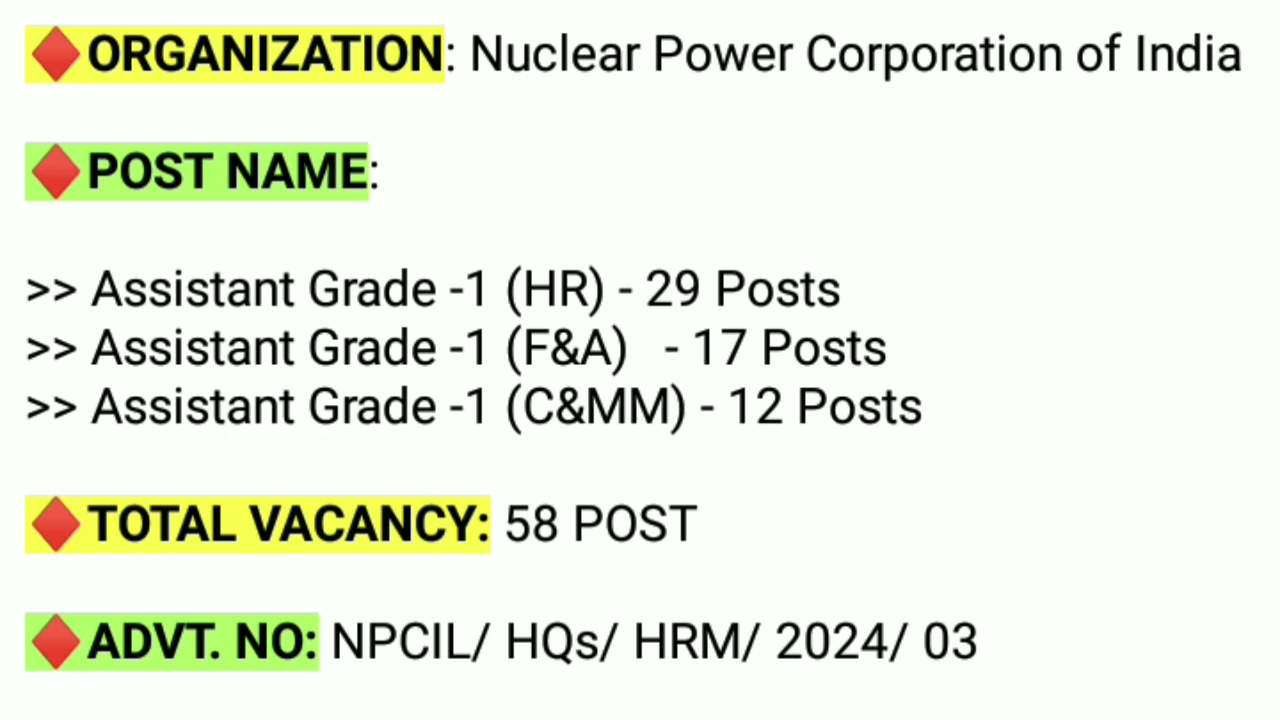 ♦️ORGANIZATION: Nuclear Power Corporation of India
♦️POST NAME:
>> Assistant Grade -1 (HR) - 29 Posts
>> Assistant Grade -1 (F&A)   - 17 Posts
>> Assistant Grade -1 (C&MM) - 12 Posts
♦️TOTAL VACANCY: 58 POST
♦️ADVT. NO: NPCIL/ HQs/ HRM/ 2024/ 03